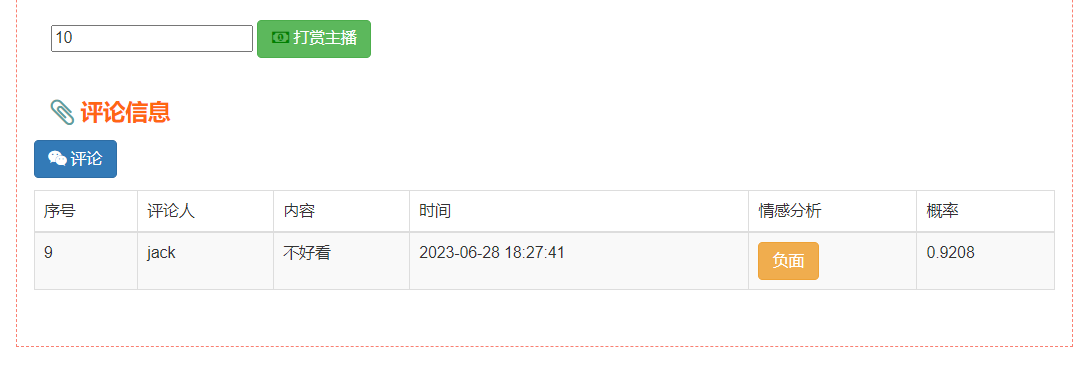 10 打赏主播
评论信息
评论
序号 评论人 内容 时间 情感分析 概率
9 jack 不好看 2023-06-28 18:27:41 负面 0.9208